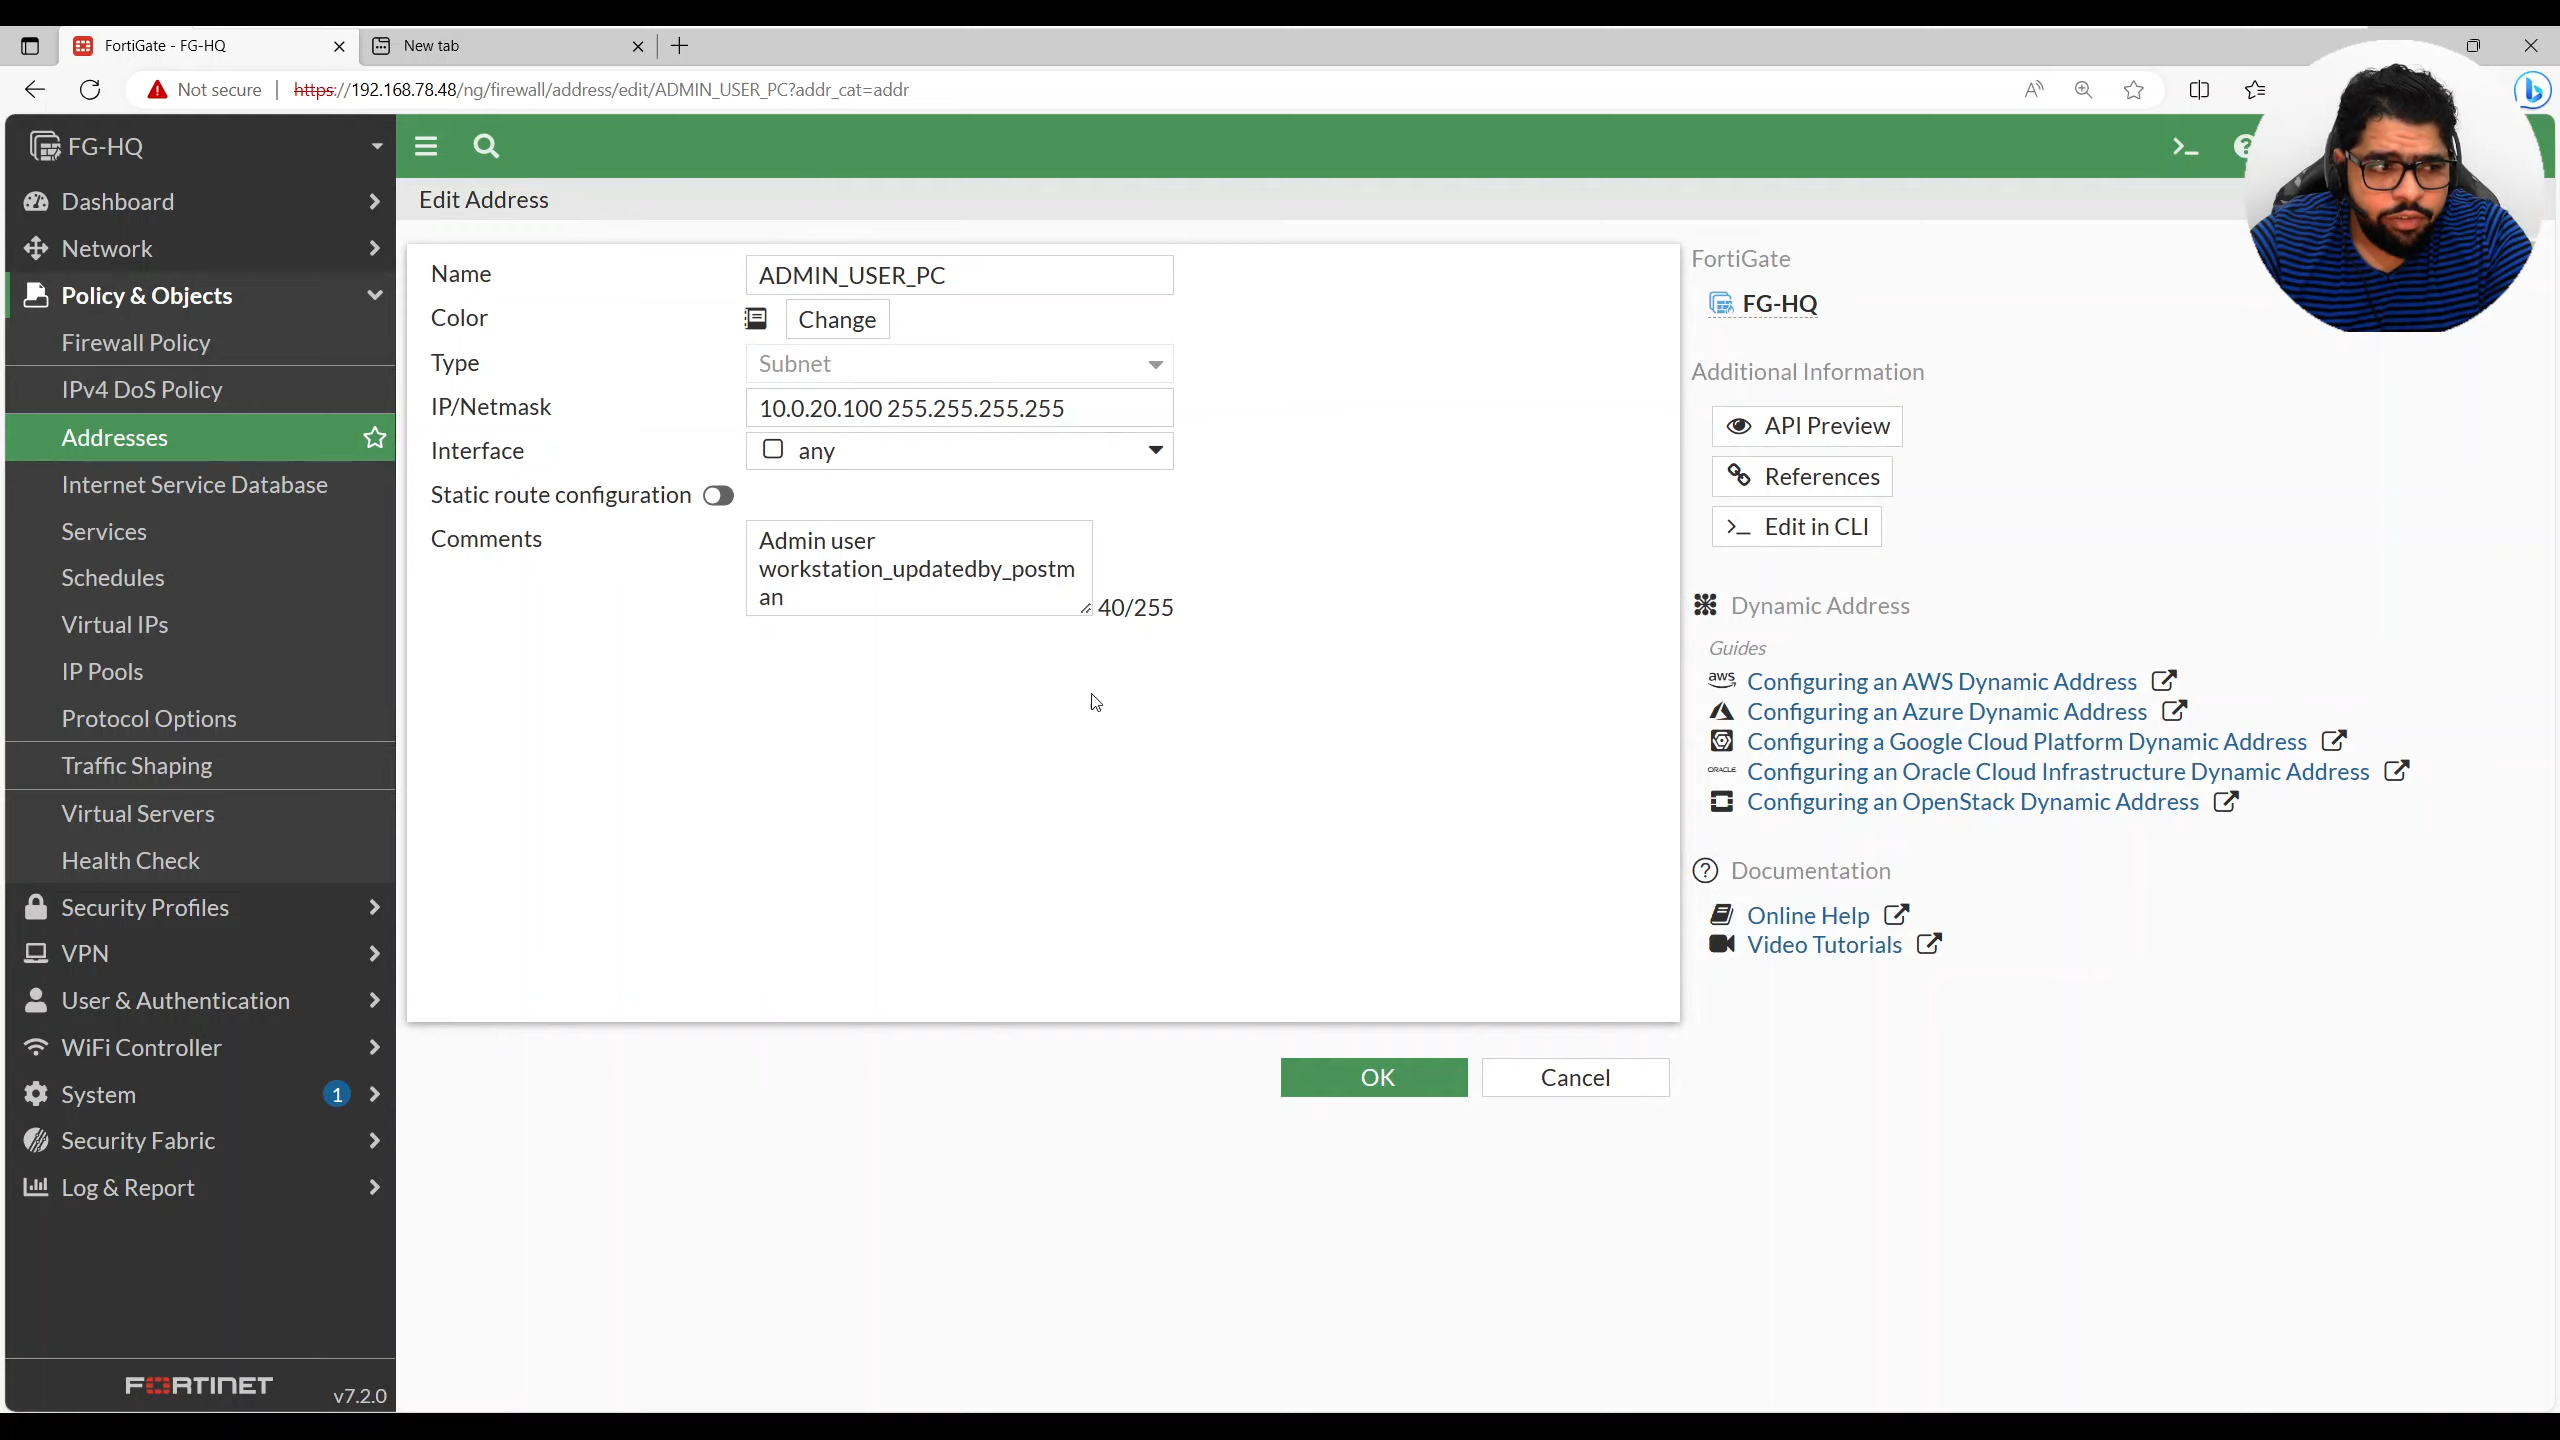 FortiGate - FG-HQ
New tab
Not secure
https://192.168.78.48/ng/firewall/address/edit/ADMIN_USER_PC?addr_cat=addr
FG-HQ
Dashboard
Network
Policy & Objects
Firewall Policy
IPv4 DoS Policy
Addresses
Internet Service Database
Services
Schedules
Virtual IPs
IP Pools
Protocol Options
Traffic Shaping
Virtual Servers
Health Check
Security Profiles
VPN
User & Authentication
WiFi Controller
System 1
Security Fabric
Log & Report
FORTINET
v7.2.0
Edit Address
Name
ADMIN_USER_PC
Color
Change
Type
Subnet
IP/Netmask
10.0.20.100 255.255.255.255
Interface
any
Static route configuration
Comments
Admin user
workstation_updatedby_postm
an
40/255
OK
Cancel
FortiGate
FG-HQ
Additional Information
API Preview
References
>_ Edit in CLI
Dynamic Address
Guides
aws Configuring an AWS Dynamic Address
Configuring an Azure Dynamic Address
Configuring a Google Cloud Platform Dynamic Address
ORACLE Configuring an Oracle Cloud Infrastructure Dynamic Address
Configuring an OpenStack Dynamic Address
Documentation
Online Help
Video Tutorials